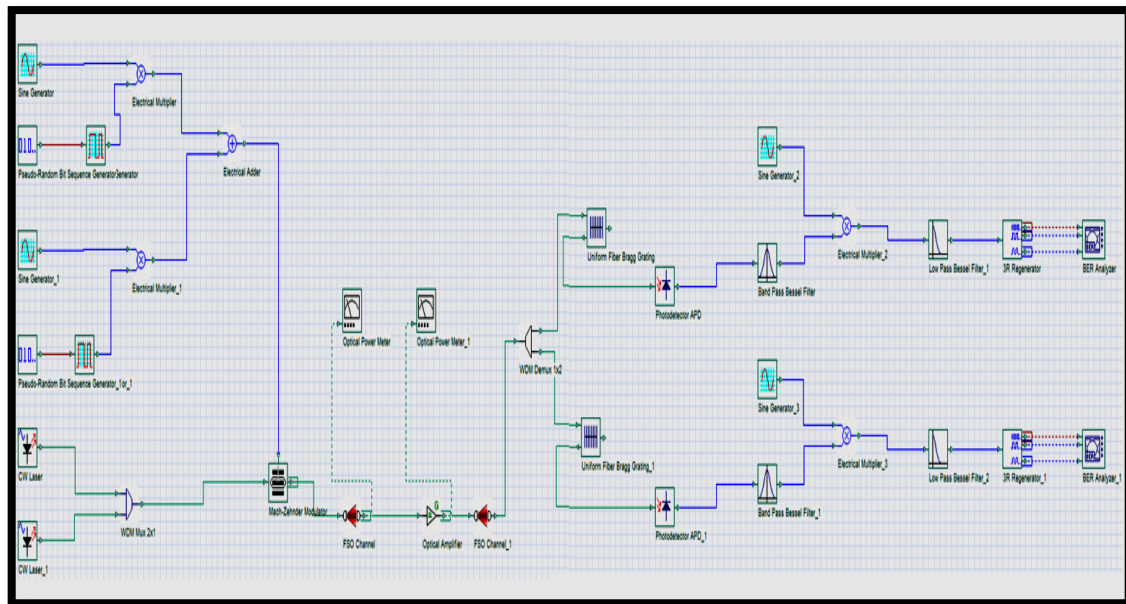 Sine Generator
Electrical Multiplier
Pseudo-Random Bit Sequence GeneratorGenerator
Electrical Adder
Sine Generator_1
Electrical Multiplier_1
Pseudo-Random Bit Sequence Generator_1or_1
CW Laser
WDM Mux 2x1
CW Laser_1
Mach-Zehnder Modulator
Optical Power Meter
Optical Power Meter_1
FSO Channel
G
Optical Amplifier
FSO Channel_1
WDM Demux 1x2
Uniform Fiber Bragg Grating
Photodetector APD
Sine Generator_2
Band Pass Bessel Filter
Electrical Multiplier_2
Low Pass Bessel Filter_1
3R Regenerator
BER Analyzer
Uniform Fiber Bragg Grating_1
Photodetector APD_1
Sine Generator_3
Band Pass Bessel Filter_1
Electrical Multiplier_3
Low Pass Bessel Filter_2
3R Regenerator_1
BER Analyzer_1